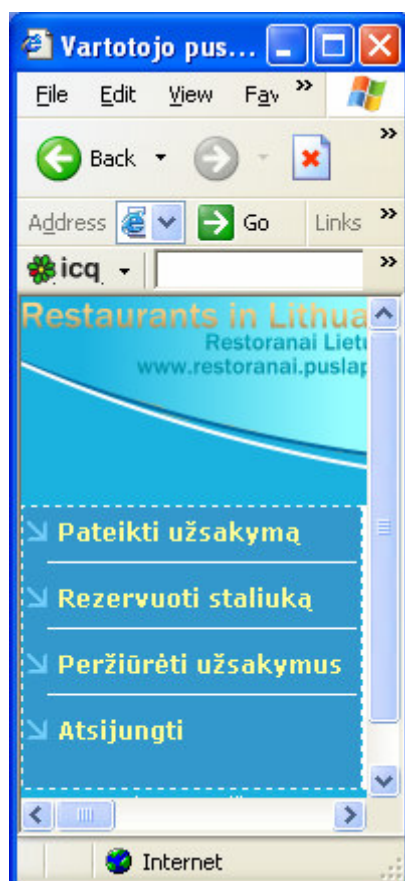 Vartotojo pus...
File Edit View Fav »
Back »
Address Go Links »
icq »
Restaurants in Lithua
Restoranai Lietu
www.restoranai.puslap
Pateikti užsakymą
Rezervuoti staliuką
Peržiūrėti užsakymus
Atsijungti
Internet